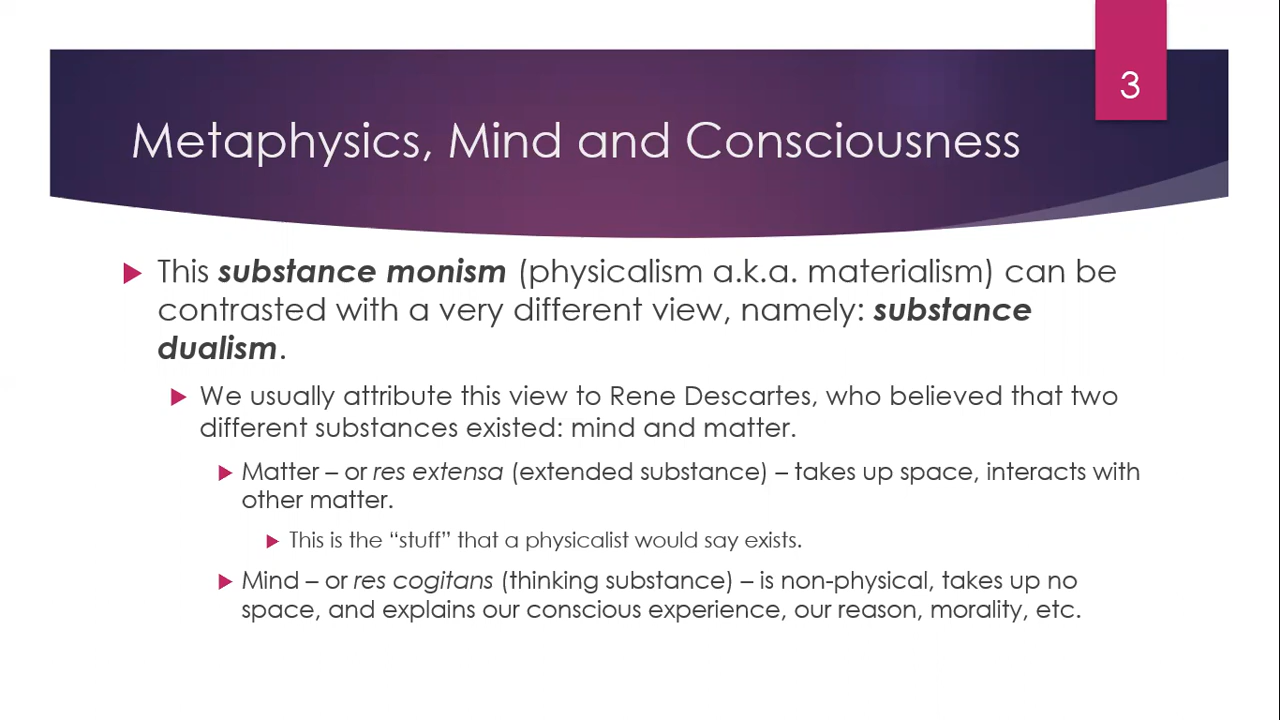 3
Metaphysics, Mind and Consciousness
This substance monism (physicalism a.k.a. materialism) can be
contrasted with a very different view, namely: substance
dualism.
We usually attribute this view to Rene Descartes, who believed that two
different substances existed: mind and matter.
Matter – or res extensa (extended substance) – takes up space, interacts with
other matter.
This is the “stuff” that a physicalist would say exists.
Mind – or res cogitans (thinking substance) – is non-physical, takes up no
space, and explains our conscious experience, our reason, morality, etc.